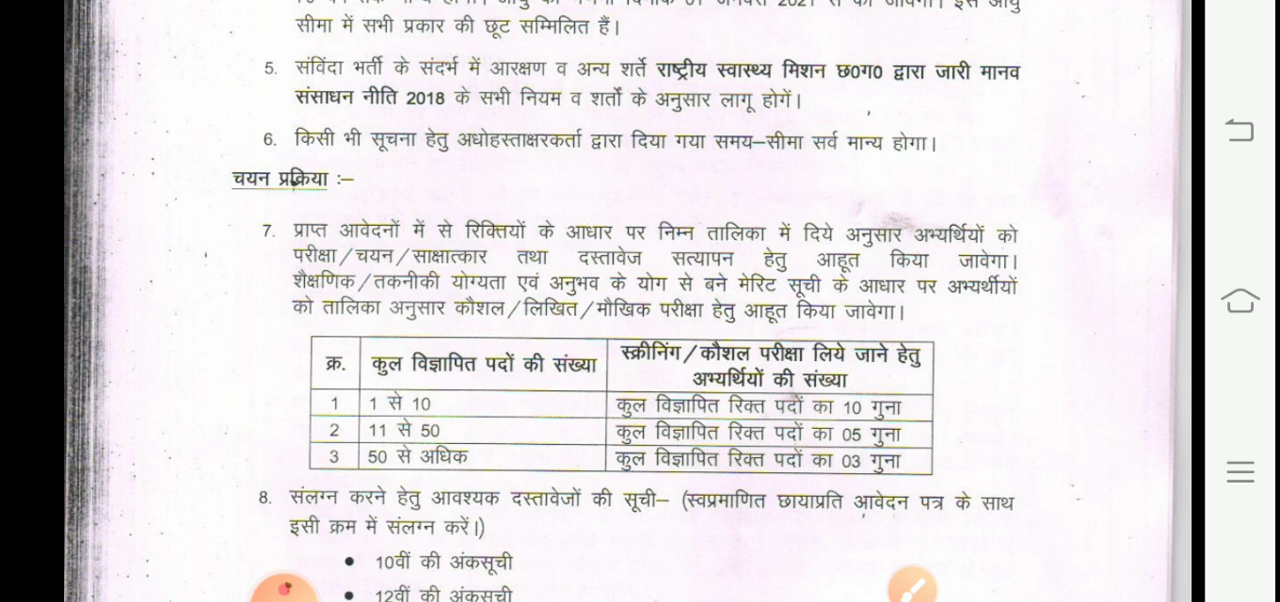 सीमा में सभी प्रकार की छूट सम्मिलित हैं।
5. संविदा भर्ती के संदर्भ में आरक्षण व अन्य शर्ते राष्ट्रीय स्वास्थ्य मिशन छ0ग0 द्वारा जारी मानव
संसाधन नीति 2018 के सभी नियम व शर्तों के अनुसार लागू होगें।
6. किसी भी सूचना हेतु अधोहस्ताक्षरकर्ता द्वारा दिया गया समय–सीमा सर्व मान्य होगा।
चयन प्रक्रिया :–
7. प्राप्त आवेदनों में से रिक्तियों के आधार पर निम्न तालिका में दिये अनुसार अभ्यर्थियों को
परीक्षा/चयन/साक्षात्कार तथा दस्तावेज सत्यापन हेतु आहूत किया जावेगा।
शैक्षणिक/तकनीकी योग्यता एवं अनुभव के योग से बने मेरिट सूची के आधार पर अभ्यर्थीयों
को तालिका अनुसार कौशल/लिखित/मौखिक परीक्षा हेतु आहूत किया जावेगा।
क्र. कुल विज्ञापित पदों की संख्या स्क्रीनिंग/कौशल परीक्षा लिये जाने हेतु
अभ्यर्थियों की संख्या
1 1 से 10 कुल विज्ञापित रिक्त पदों का 10 गुना
2 11 से 50 कुल विज्ञापित रिक्त पदों का 05 गुना
3 50 से अधिक कुल विज्ञापित रिक्त पदों का 03 गुना
8. संलग्न करने हेतु आवश्यक दस्तावेजों की सूची– (स्वप्रमाणित छायाप्रति आवेदन पत्र के साथ
इसी क्रम में संलग्न करें।)
• 10वीं की अंकसूची
• 12वीं की अंकसूची